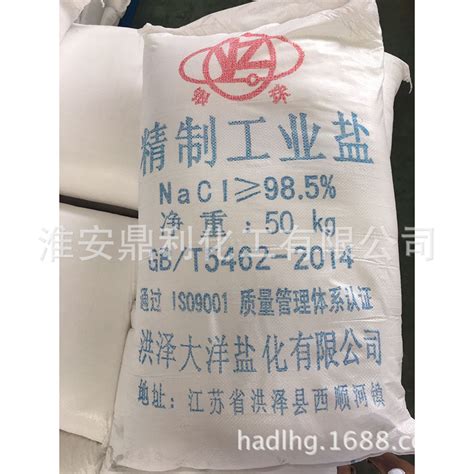 精制工业盐
NaCl≥98.5%
净重:50 kg
淮安鼎利化工有限公司
GB/T5462-2014
通过 ISO9001 质量管理体系认证
洪泽大洋盐化有限公司
地址:江苏省洪泽县西顺河镇
hadlhg.1688.com